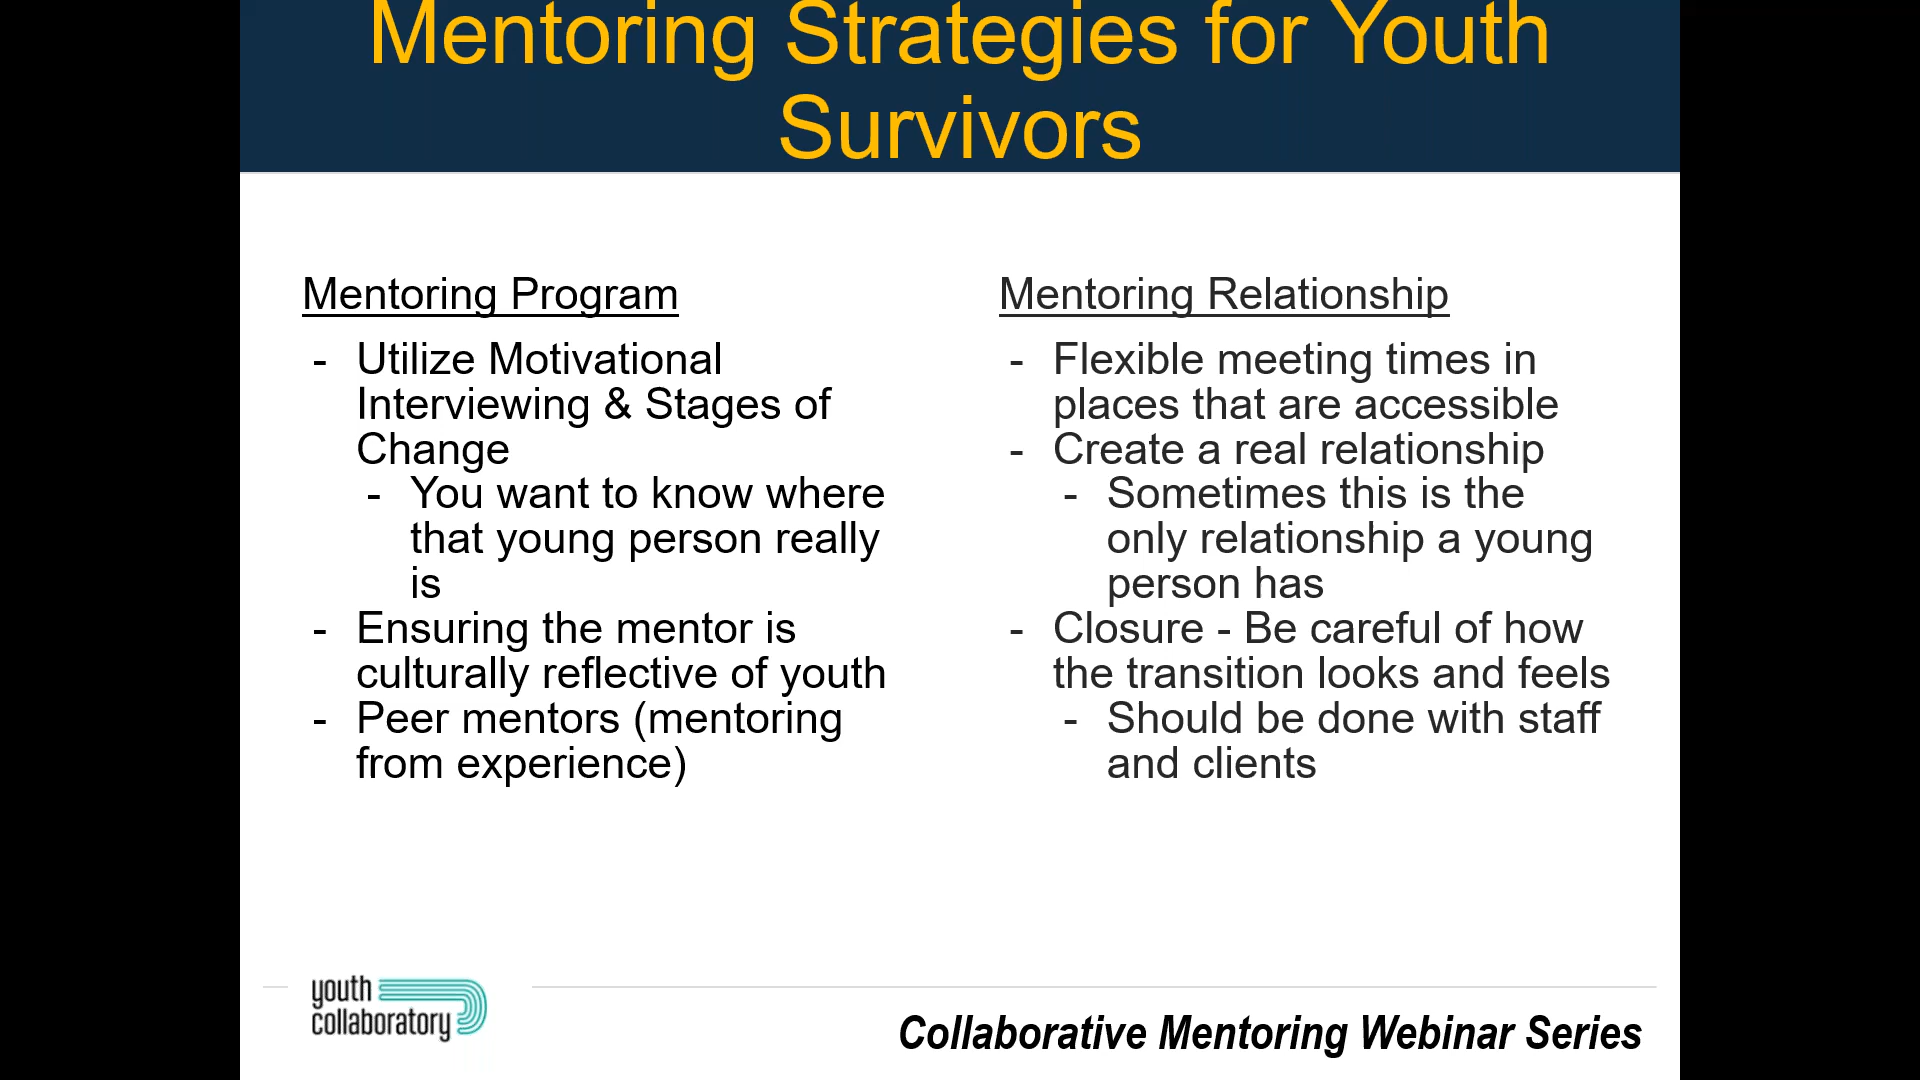 Mentoring Strategies for Youth
Survivors
Mentoring Program
- Utilize Motivational
Interviewing & Stages of
Change
- You want to know where
that young person really
is
- Ensuring the mentor is
culturally reflective of youth
- Peer mentors (mentoring
from experience)
Mentoring Relationship
- Flexible meeting times in
places that are accessible
- Create a real relationship
- Sometimes this is the
only relationship a young
person has
- Closure - Be careful of how
the transition looks and feels
- Should be done with staff
and clients
youth
collaboratory
Collaborative Mentoring Webinar Series